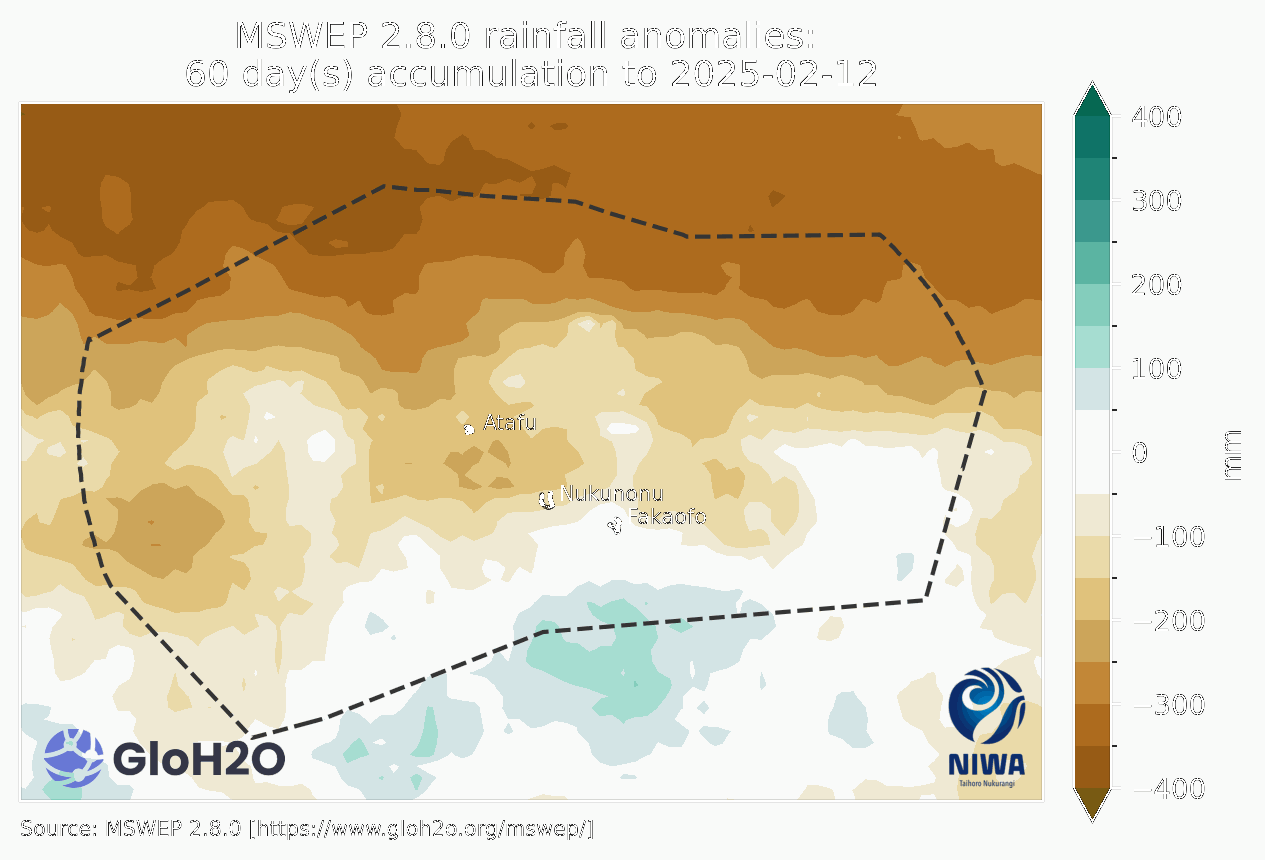 MSWEP 2.8.0 rainfall anomalies:
60 day(s) accumulation to 2025-02-12
400
300
200
100
0
−100
−200
−300
−400
mm
Atafu
Nukunonu
Fakaofo
GloH2O
NIWA
Taihoro Nukurangi
Source: MSWEP 2.8.0 [https://www.gloh2o.org/mswep/]